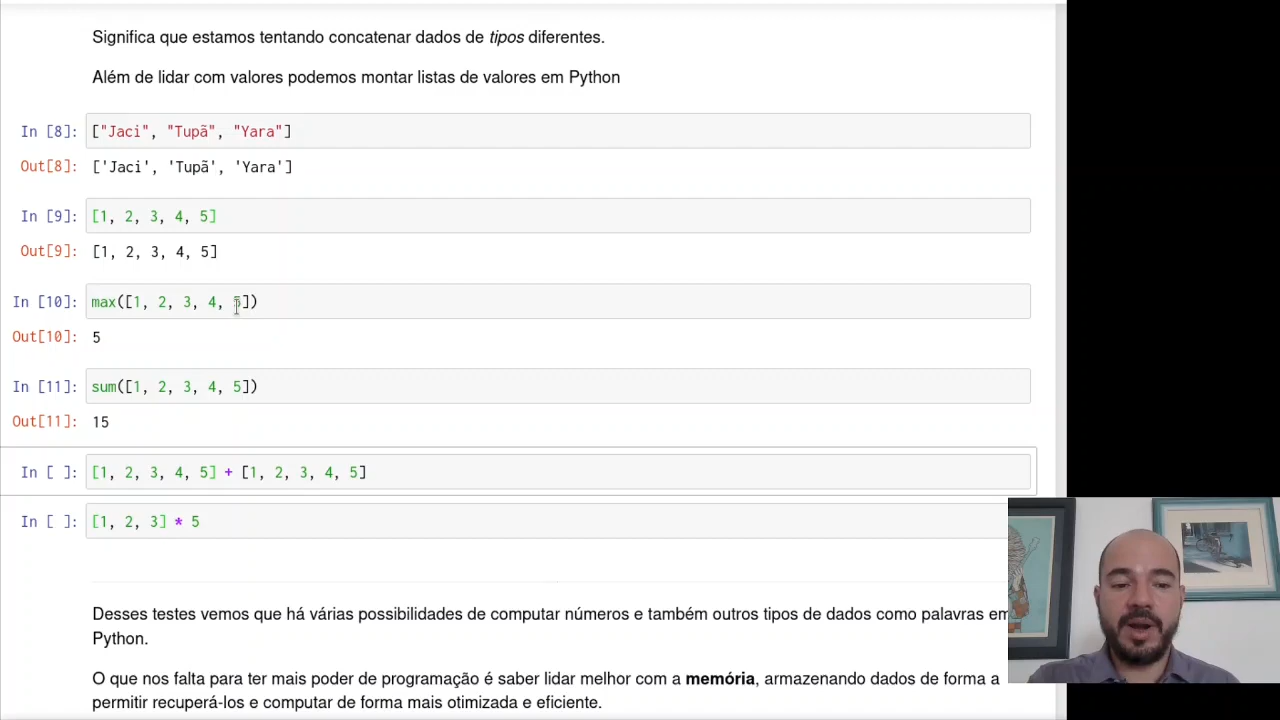 Significa que estamos tentando concatenar dados de tipos diferentes.
Além de lidar com valores podemos montar listas de valores em Python
In [8]: ["Jaci", "Tupã", "Yara"]
Out[8]: ['Jaci', 'Tupã', 'Yara']
In [9]: [1, 2, 3, 4, 5]
Out[9]: [1, 2, 3, 4, 5]
In [10]: max([1, 2, 3, 4, 5])
Out[10]: 5
In [11]: sum([1, 2, 3, 4, 5])
Out[11]: 15
In [ ]: [1, 2, 3, 4, 5] + [1, 2, 3, 4, 5]
In [ ]: [1, 2, 3] * 5
Desses testes vemos que há várias possibilidades de computar números e também outros tipos de dados como palavras em
Python.
O que nos falta para ter mais poder de programação é saber lidar melhor com a memória, armazenando dados de forma a
permitir recuperá-los e computar de forma mais otimizada e eficiente.